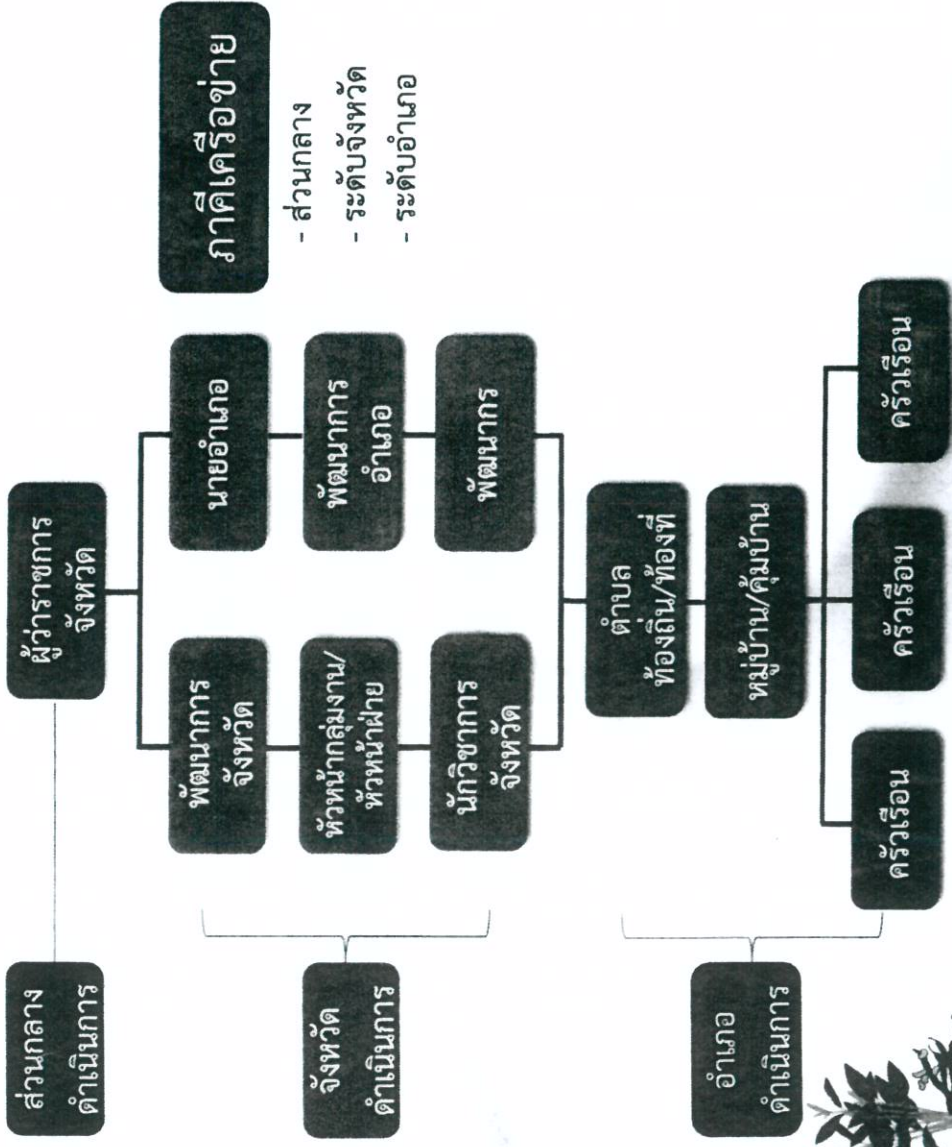 ส่วนกลาง
ดำเนินการ
ผู้ว่าราชการ
จังหวัด
ภาคีเครือข่าย
- ส่วนกลาง
- ระดับจังหวัด
- ระดับอำเภอ
จังหวัด
ดำเนินการ
พัฒนาการ
จังหวัด
นายอำเภอ
หัวหน้ากลุ่มงาน/
หัวหน้าฝ่าย
พัฒนาการ
อำเภอ
นักวิชาการ
จังหวัด
พัฒนากร
อำเภอ
ดำเนินการ
ตำบล
ท้องถิ่น/ท้องที่
หมู่บ้าน/คุ้มบ้าน
ครัวเรือน
ครัวเรือน
ครัวเรือน